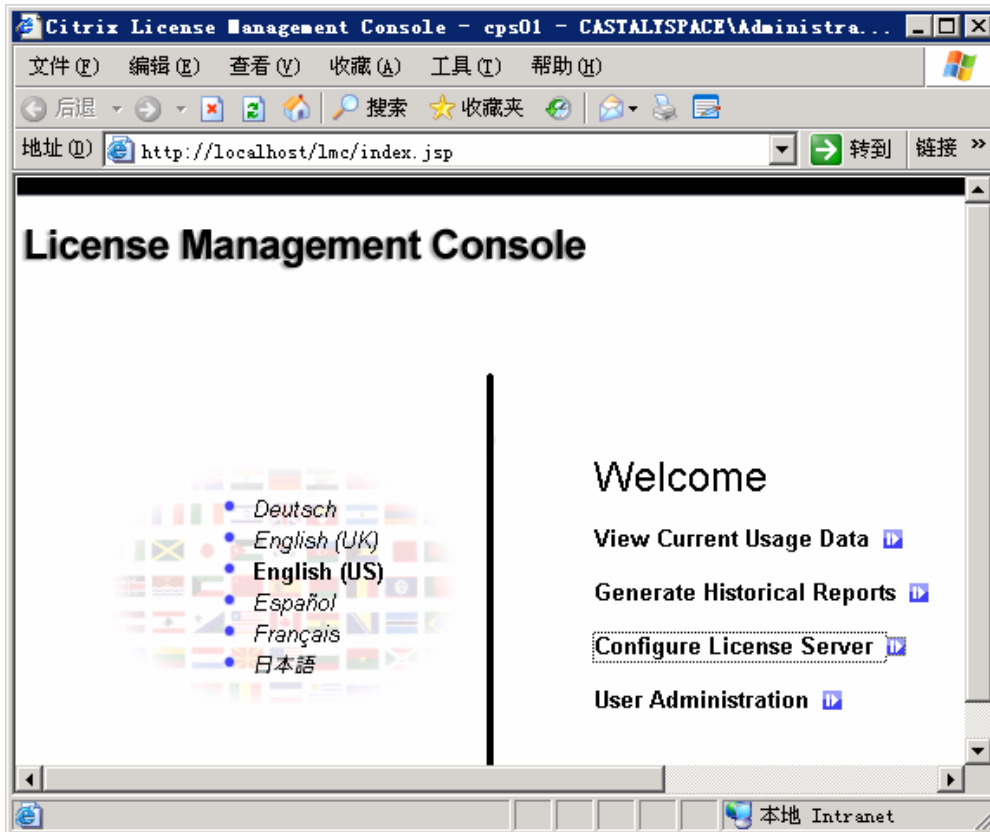 Citrix License Management Console - cps01 - CASTALYSPACE\Administra...
文件(F) 编辑(E) 查看(V) 收藏(A) 工具(T) 帮助(H)
后退 搜索 收藏夹
地址(D) http://localhost/lmc/index.jsp 转到 链接 »
License Management Console
Deutsch
English (UK)
English (US)
Español
Français
日本語
Welcome
View Current Usage Data
Generate Historical Reports
Configure License Server
User Administration
本地 Intranet